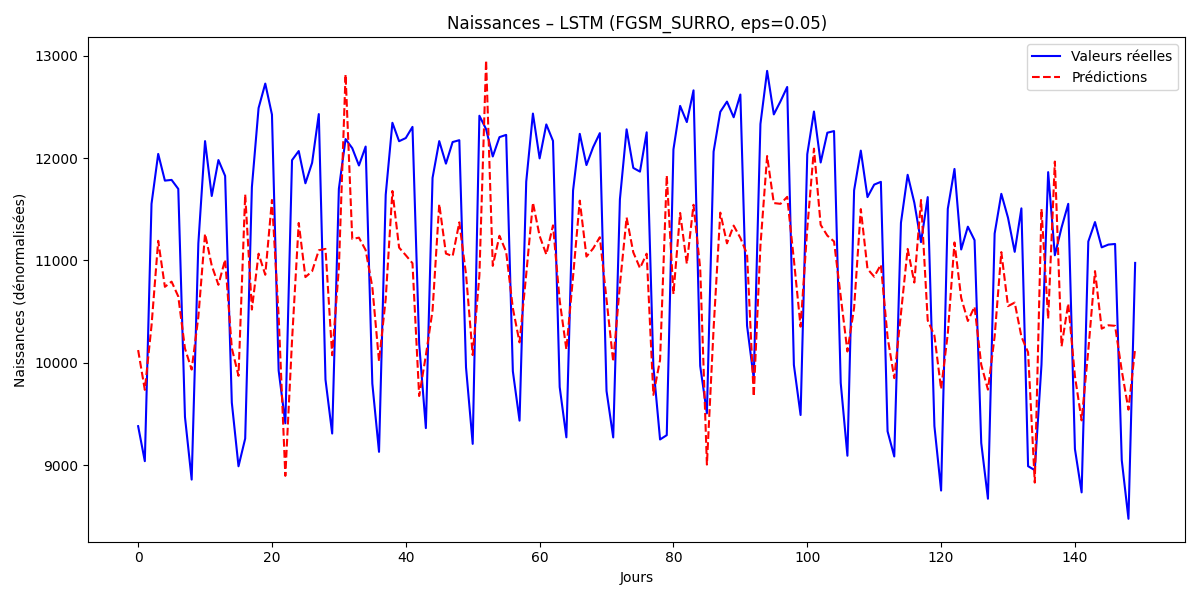 Naissances – LSTM (FGSM_SURRO, eps=0.05)
Naissances (dénormalisées)
13000
12000
11000
10000
9000
Valeurs réelles
Prédictions
0 20 40 60 80 100 120 140
Jours